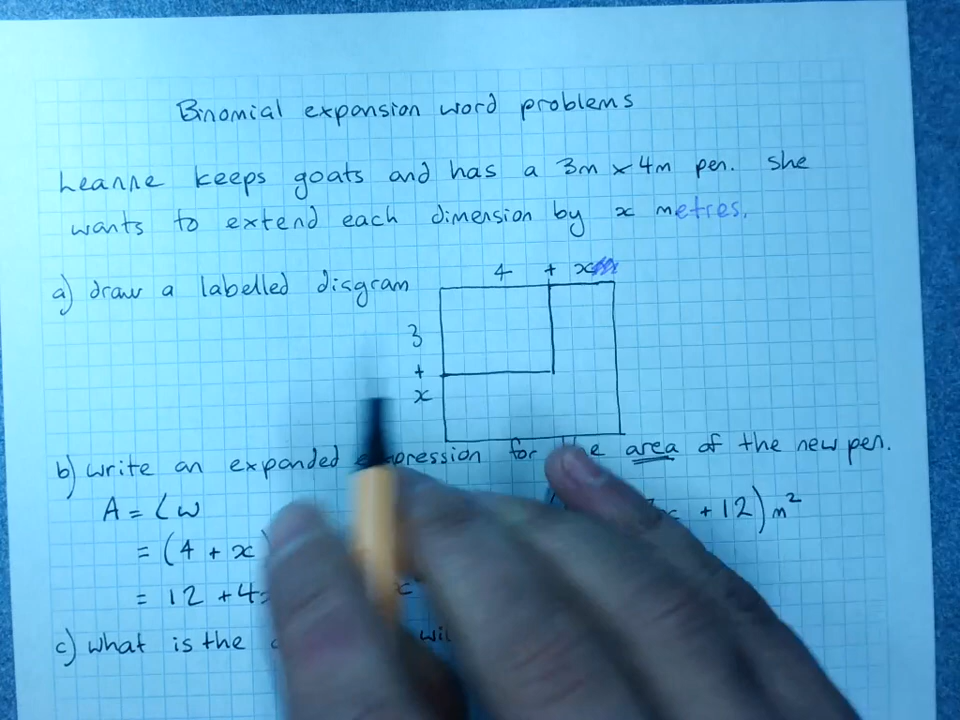 Binomial expansion word problems
Leanne keeps goats and has a 3m × 4m pen. She
wants to extend each dimension by x metres.
a) draw a labelled disgram
4 + x
3
+
x
b) write an expanded expression for the area of the new pen.
A = LW
+ 12) m²
= (4 + x)
= 12 + 4
c) what is the